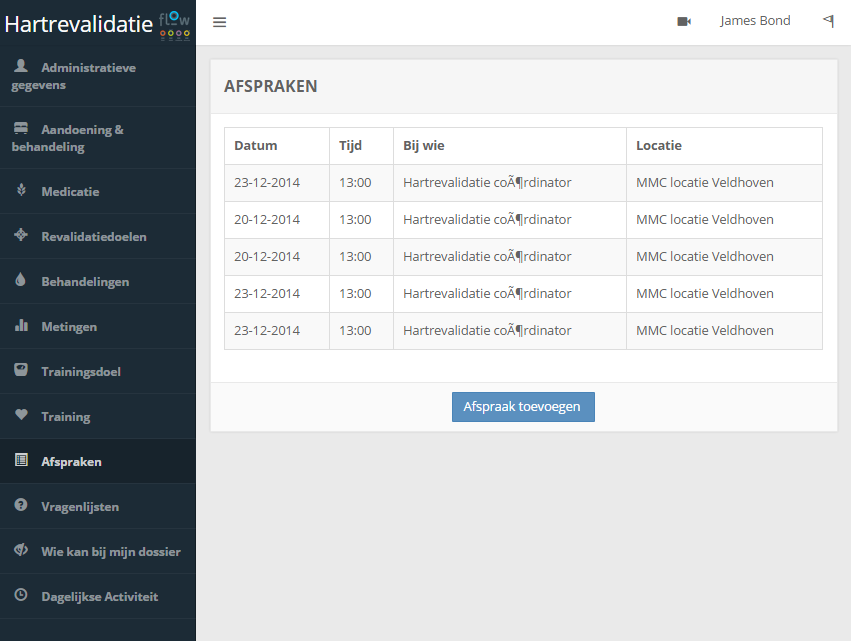 Hartrevalidatie flow
James Bond
Administratieve
gegevens
Aandoening &
behandeling
Medicatie
Revalidatiedoelen
Behandelingen
Metingen
Trainingsdoel
Training
Afspraken
Vragenlijsten
Wie kan bij mijn dossier
Dagelijkse Activiteit
AFSPRAKEN
Datum Tijd Bij wie Locatie
23-12-2014 13:00 Hartrevalidatie coÃ¶rdinator MMC locatie Veldhoven
20-12-2014 13:00 Hartrevalidatie coÃ¶rdinator MMC locatie Veldhoven
20-12-2014 13:00 Hartrevalidatie coÃ¶rdinator MMC locatie Veldhoven
23-12-2014 13:00 Hartrevalidatie coÃ¶rdinator MMC locatie Veldhoven
23-12-2014 13:00 Hartrevalidatie coÃ¶rdinator MMC locatie Veldhoven
Afspraak toevoegen